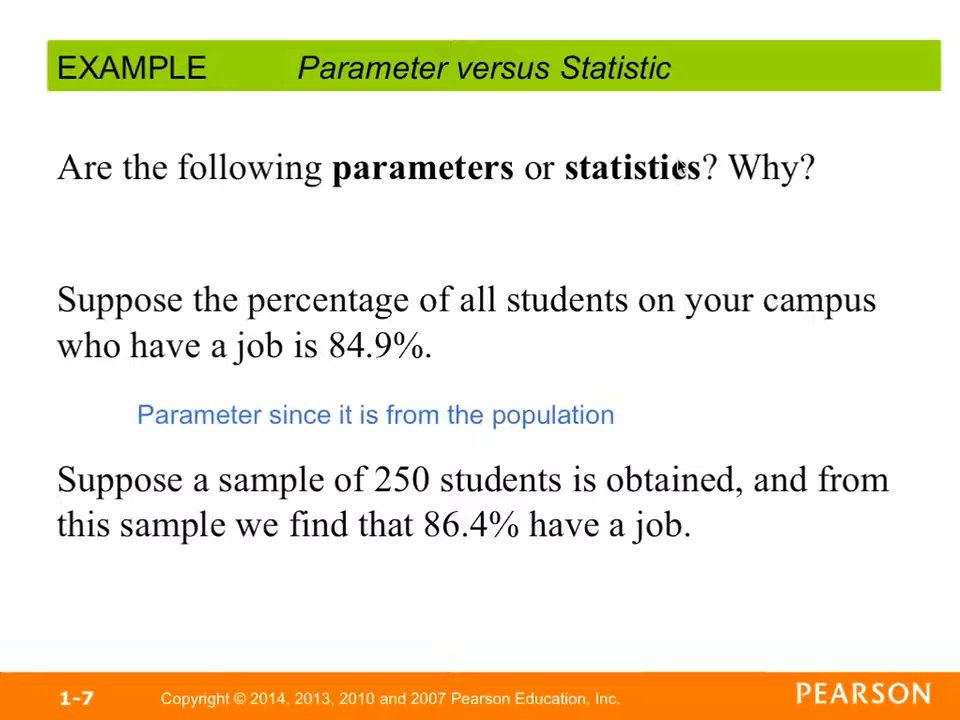 EXAMPLE Parameter versus Statistic
Are the following parameters or statistics? Why?
Suppose the percentage of all students on your campus
who have a job is 84.9%.
Parameter since it is from the population
Suppose a sample of 250 students is obtained, and from
this sample we find that 86.4% have a job.
1-7 Copyright © 2014, 2013, 2010 and 2007 Pearson Education, Inc. PEARSON